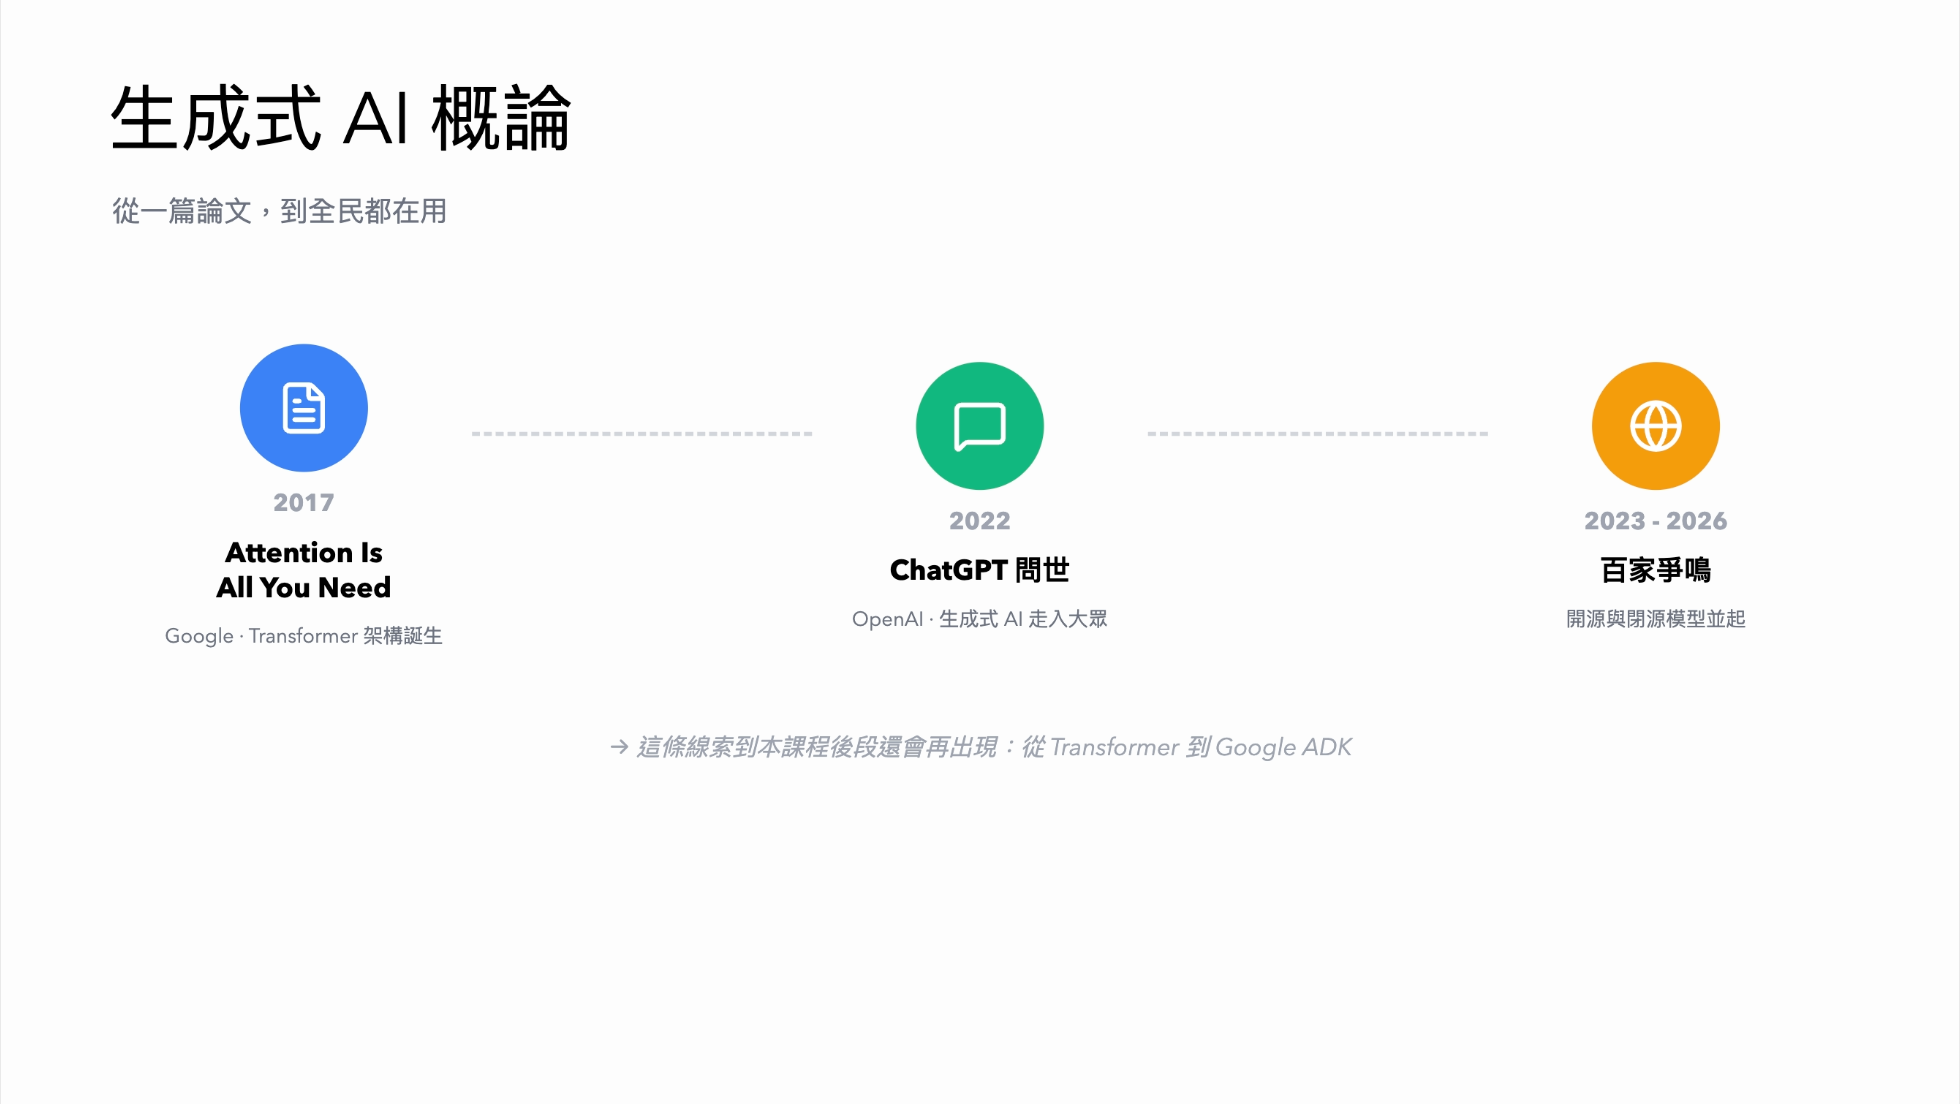 生成式 AI 概論
從一篇論文，到全民都在用
2017
Attention Is
All You Need
Google · Transformer 架構誕生
2022
ChatGPT 問世
OpenAI · 生成式 AI 走入大眾
2023 - 2026
百家爭鳴
開源與閉源模型並起
→ 這條線索到本課程後段還會再出現：從 Transformer 到 Google ADK